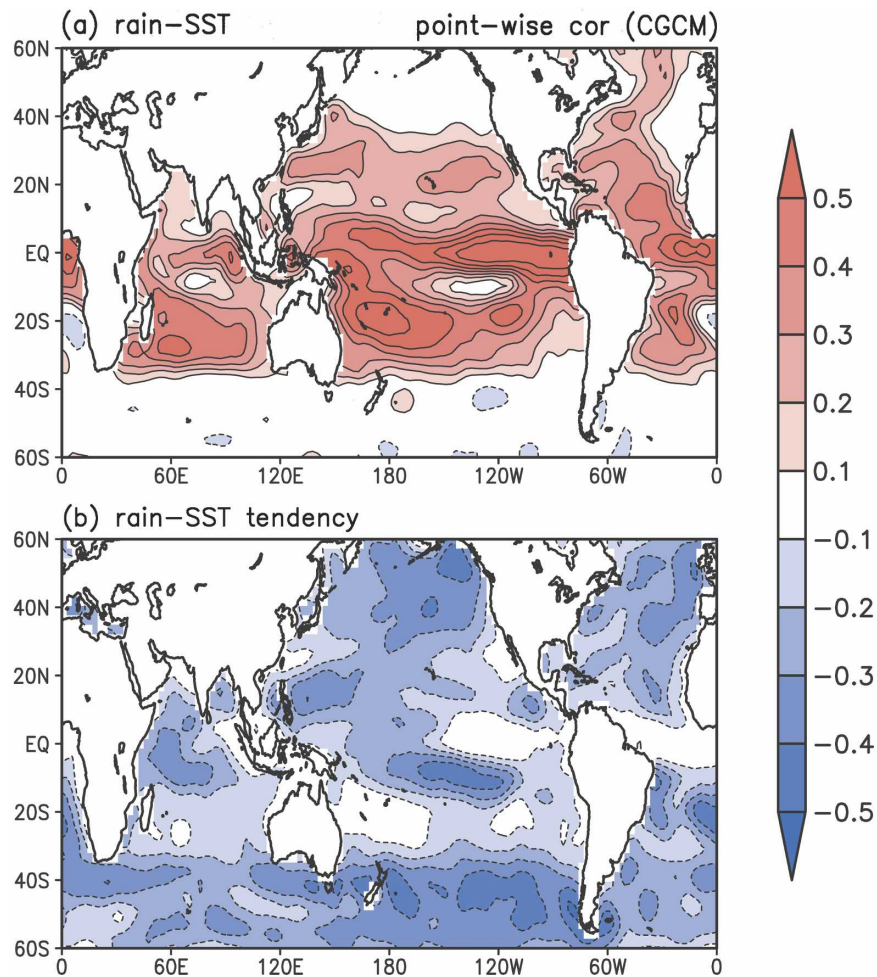 (a) rain-SST point-wise cor (CGCM)
60N
40N
20N
EQ
20S
40S
60S
0 60E 120E 180 120W 60W 0
(b) rain-SST tendency
60N
40N
20N
EQ
20S
40S
60S
0 60E 120E 180 120W 60W 0
0.5
0.4
0.3
0.2
0.1
-0.1
-0.2
-0.3
-0.4
-0.5